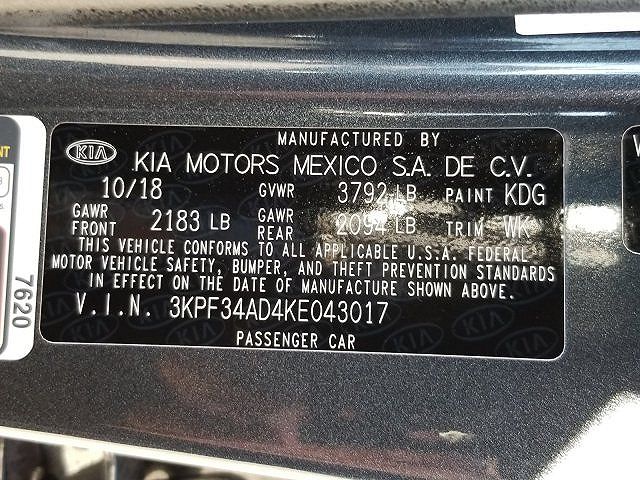 MANUFACTURED BY
KIA KIA MOTORS MEXICO S.A. DE C.V.
10/18 GVWR 3792 LB PAINT KDG
GAWR FRONT 2183 LB GAWR REAR 2094 LB TRIM WK
THIS VEHICLE CONFORMS TO ALL APPLICABLE U.S.A. FEDERAL
MOTOR VEHICLE SAFETY, BUMPER, AND THEFT PREVENTION STANDARDS
IN EFFECT ON THE DATE OF MANUFACTURE SHOWN ABOVE.
V.I.N. 3KPF34AD4KE043017
PASSENGER CAR
7620